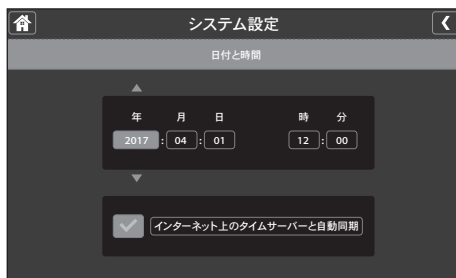 システム設定
日付と時間
年 月 日 時 分
2017 : 04 : 01 12 : 00
インターネット上のタイムサーバーと自動同期